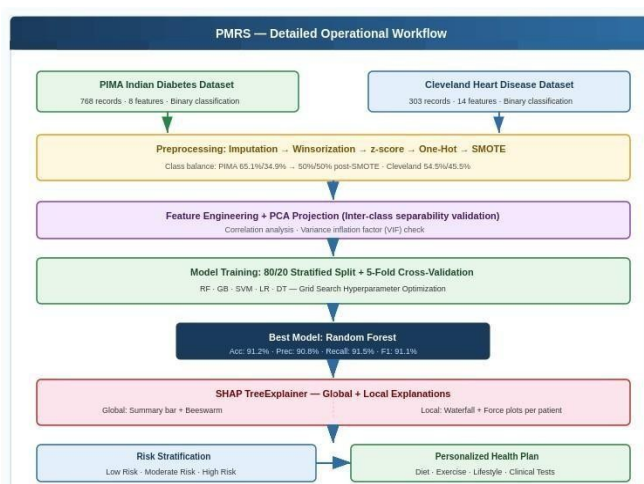 PMRS — Detailed Operational Workflow
PIMA Indian Diabetes Dataset
768 records · 8 features · Binary classification
Cleveland Heart Disease Dataset
303 records · 14 features · Binary classification
Preprocessing: Imputation → Winsorization → z-score → One-Hot → SMOTE
Class balance: PIMA 65.1%/34.9% → 50%/50% post-SMOTE · Cleveland 54.5%/45.5%
Feature Engineering + PCA Projection (Inter-class separability validation)
Correlation analysis · Variance inflation factor (VIF) check
Model Training: 80/20 Stratified Split + 5-Fold Cross-Validation
RF · GB · SVM · LR · DT — Grid Search Hyperparameter Optimization
Best Model: Random Forest
Acc: 91.2% · Prec: 90.8% · Recall: 91.5% · F1: 91.1%
SHAP TreeExplainer — Global + Local Explanations
Global: Summary bar + Beeswarm
Local: Waterfall + Force plots per patient
Risk Stratification
Low Risk · Moderate Risk · High Risk
Personalized Health Plan
Diet · Exercise · Lifestyle · Clinical Tests